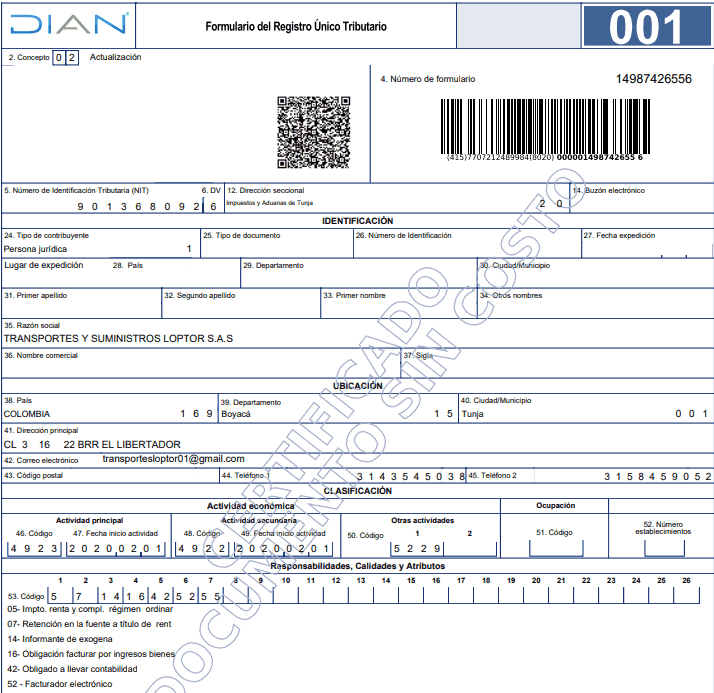 DIAN
Formulario del Registro Único Tributario
001
2. Concepto 0 2 Actualización
4. Número de formulario 14987426556
(415)7707212489984(8020) 000001498742655 6
5. Número de Identificación Tributaria (NIT) 6. DV 12. Dirección seccional 14. Buzón electrónico
9 0 1 3 6 8 0 9 2 6 Impuestos y Aduanas de Tunja 2 0
IDENTIFICACIÓN
24. Tipo de contribuyente 25. Tipo de documento 26. Número de Identificación 27. Fecha expedición
Persona jurídica 1
Lugar de expedición 28. País 29. Departamento 30. Ciudad/Municipio
31. Primer apellido 32. Segundo apellido 33. Primer nombre 34. Otros nombres
35. Razón social
TRANSPORTES Y SUMINISTROS LOPTOR S.A.S
36. Nombre comercial 37. Sigla
UBICACIÓN
38. País 39. Departamento 40. Ciudad/Municipio
COLOMBIA 1 6 9 Boyacá 1 5 Tunja 0 0 1
41. Dirección principal
CL 3 16 22 BRR EL LIBERTADOR
42. Correo electrónico transportesloptor01@gmail.com
43. Código postal 44. Teléfono 1 3 1 4 3 5 4 5 0 3 8 45. Teléfono 2 3 1 5 8 4 5 9 0 5 2
CLASIFICACIÓN
Actividad económica Ocupación
Actividad principal Actividad secundaria Otras actividades 52. Número establecimientos
46. Código 47. Fecha inicio actividad 48. Código 49. Fecha inicio actividad 50. Código 1 2 51. Código
4 9 2 3 2 0 2 0 0 2 0 1 4 9 2 2 2 0 2 0 0 2 0 1 5 2 2 9
Responsabilidades, Calidades y Atributos
1 2 3 4 5 6 7 8 9 10 11 12 13 14 15 16 17 18 19 20 21 22 23 24 25 26
53. Código 5 7 1 4 1 6 4 2 5 2 5 5
05- Impto. renta y compl. régimen ordinar
07- Retención en la fuente a título de rent
14- Informante de exogena
16- Obligación facturar por ingresos bienes
42- Obligado a llevar contabilidad
52 - Facturador electrónico
CERTIFICADO
DOCUMENTO SIN COSTO